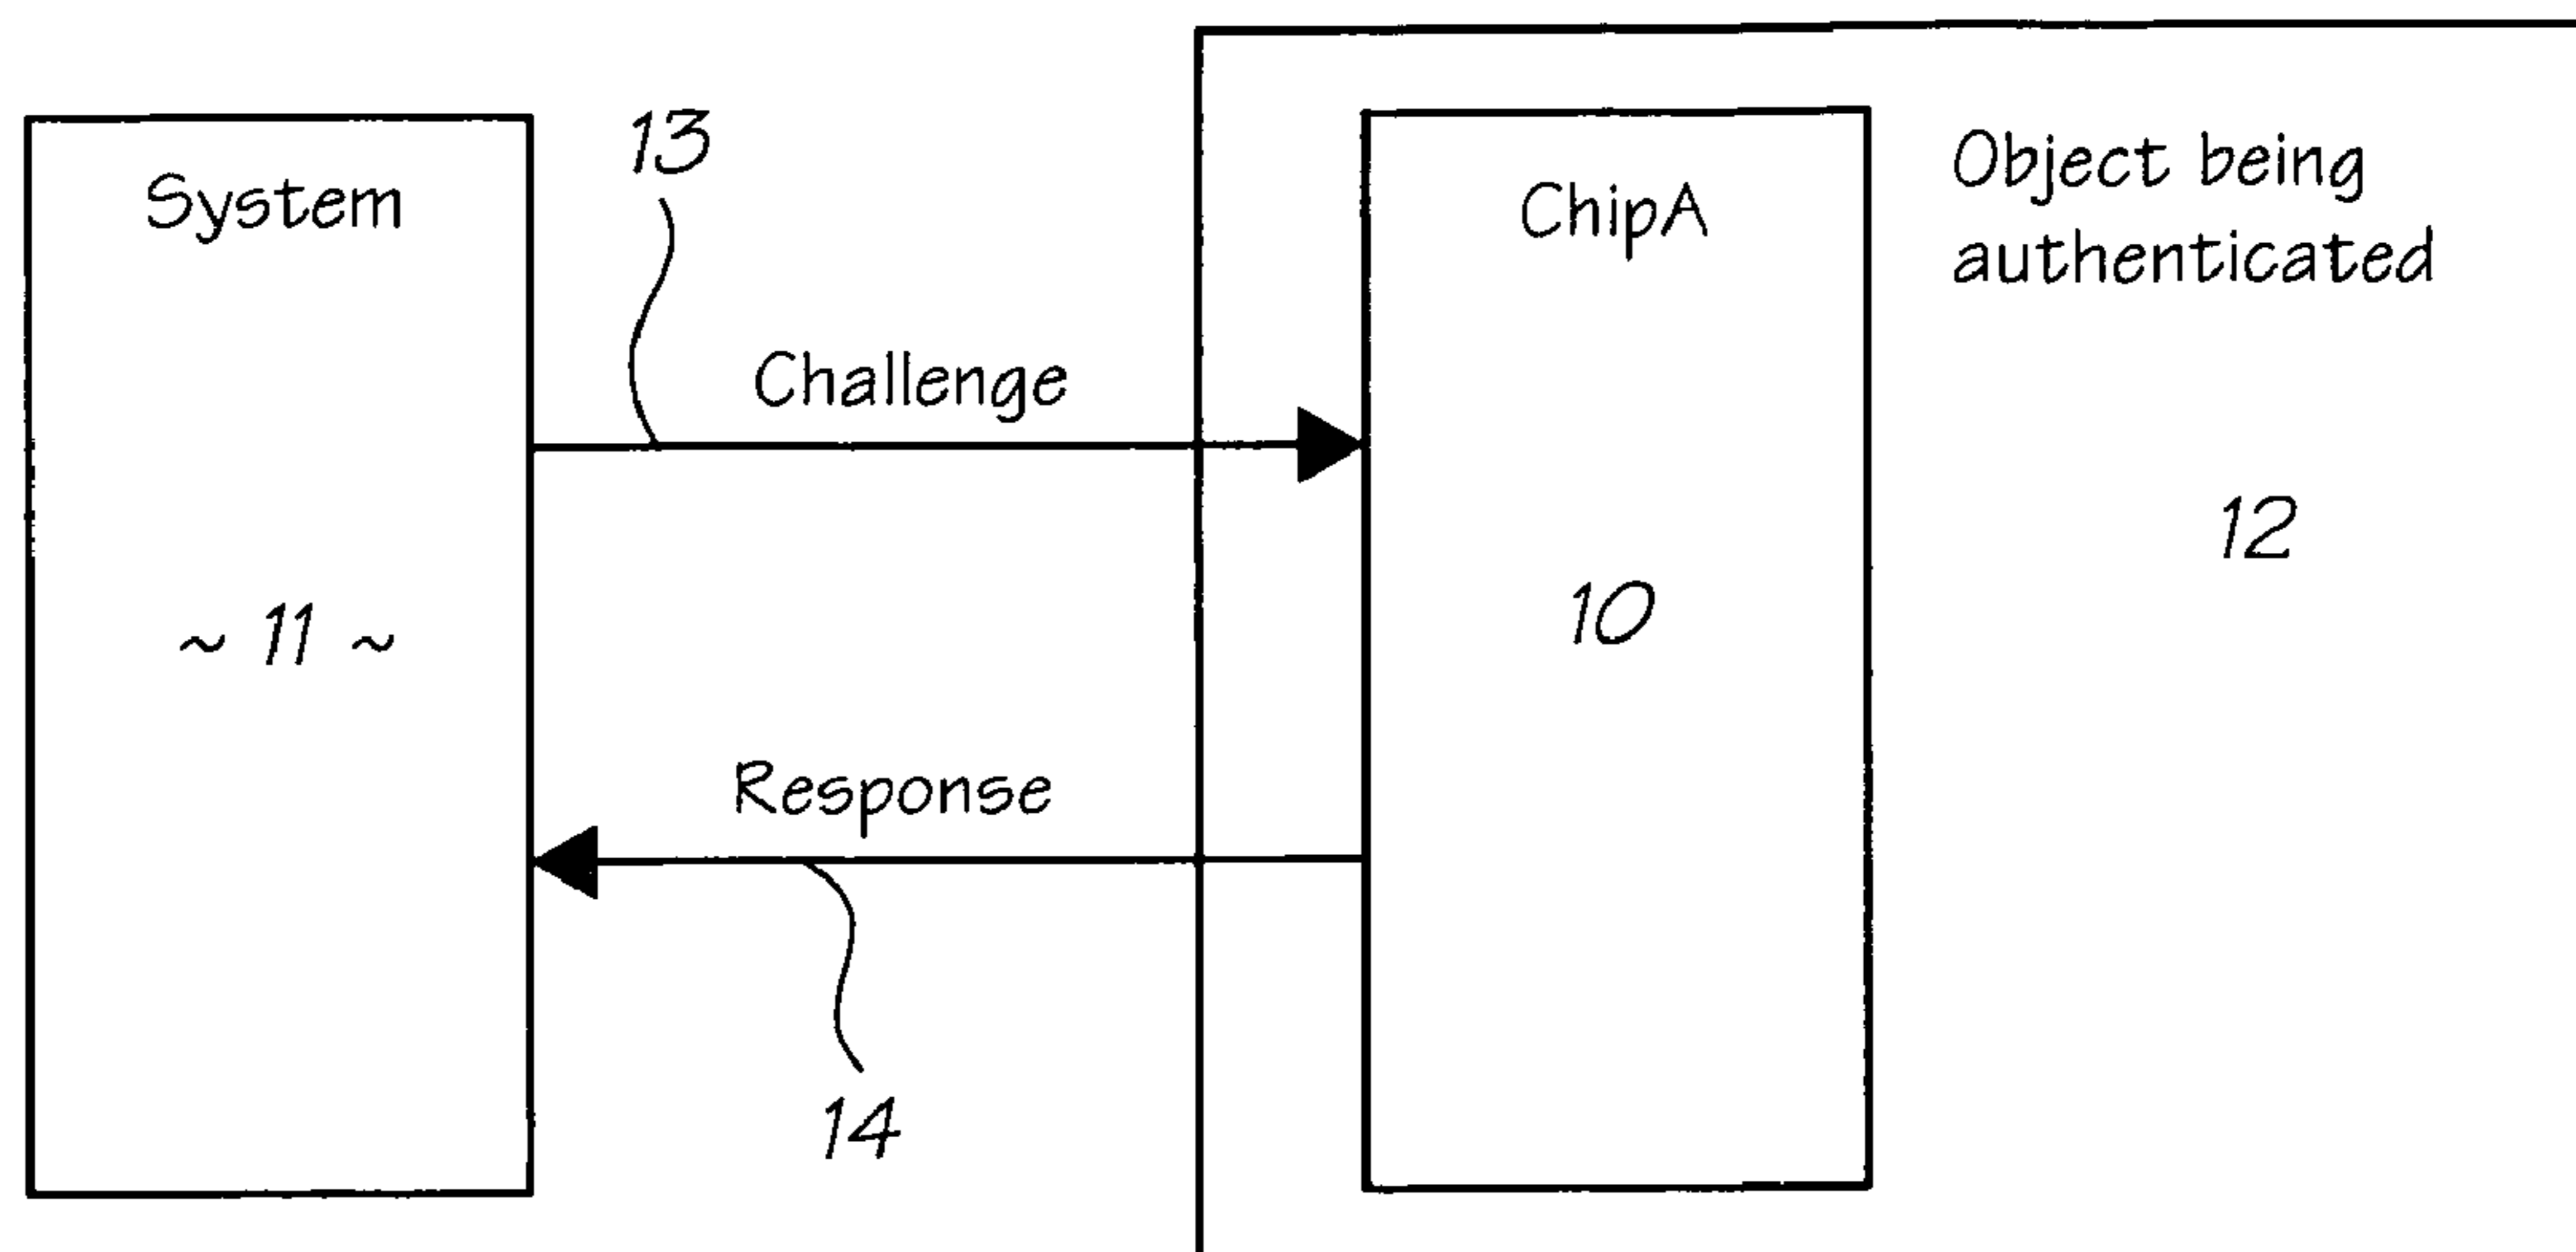 System
~ 11 ~
13
Challenge
Response
14
ChipA
10
Object being
authenticated
12